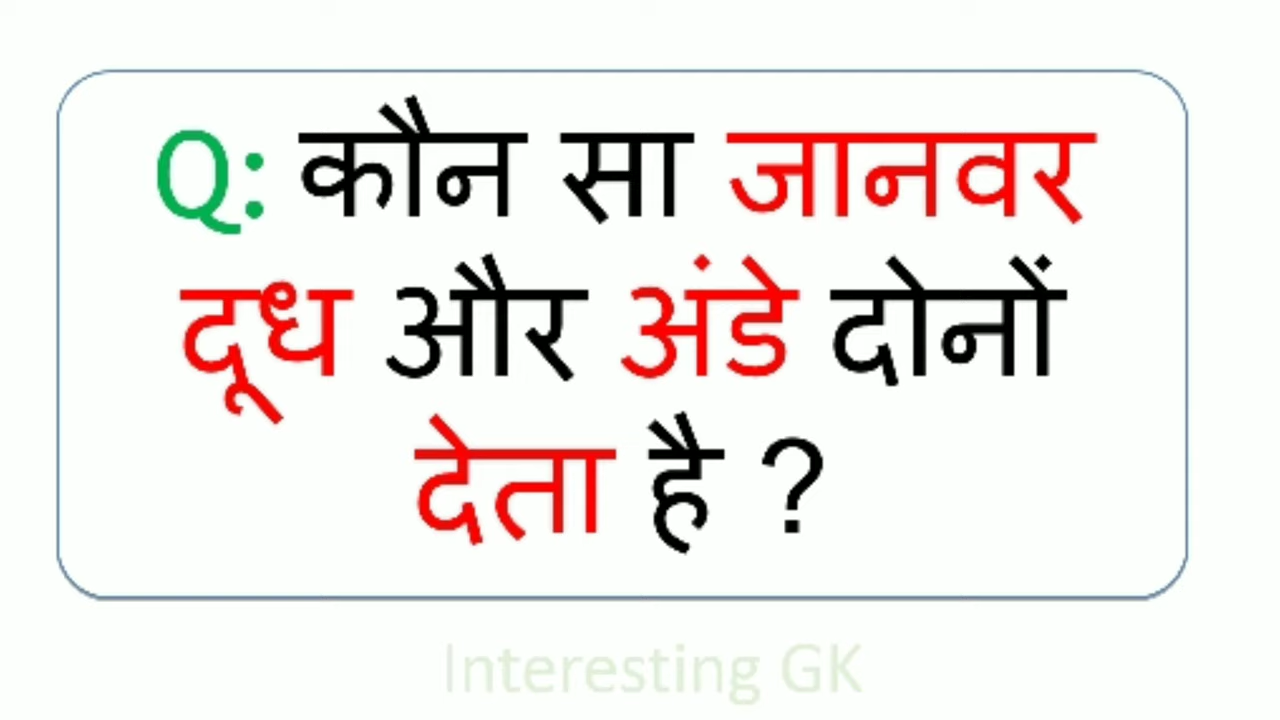 Q: कौन सा जानवर
दूध और अंडे दोनों
देता है ?
Interesting GK